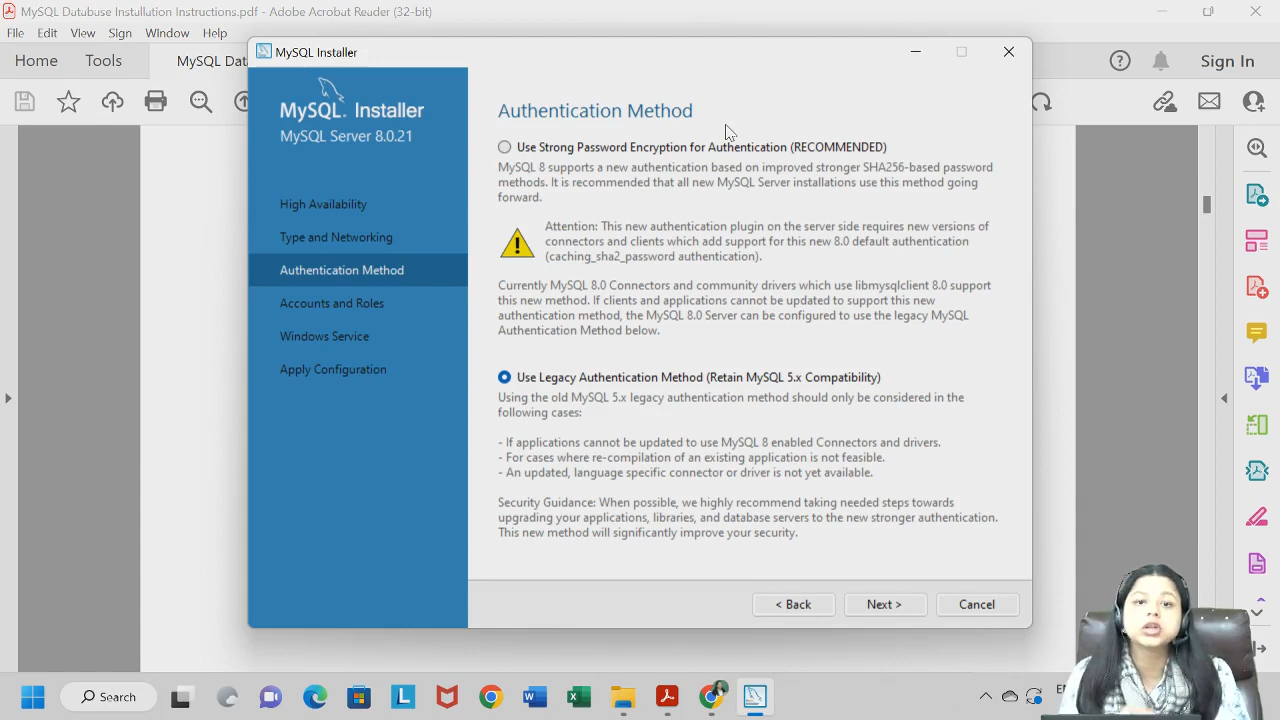 MySQL Database Installation Instructions.pdf - Adobe Acrobat Reader (32-bit)
File Edit View Sign Window Help
Home Tools MySQL Dat Sign In
MySQL Installer
MySQL. Installer
MySQL Server 8.0.21
High Availability
Type and Networking
Authentication Method
Accounts and Roles
Windows Service
Apply Configuration
Authentication Method
Use Strong Password Encryption for Authentication (RECOMMENDED)
MySQL 8 supports a new authentication based on improved stronger SHA256-based password
methods. It is recommended that all new MySQL Server installations use this method going
forward.
Attention: This new authentication plugin on the server side requires new versions of
connectors and clients which add support for this new 8.0 default authentication
(caching_sha2_password authentication).
Currently MySQL 8.0 Connectors and community drivers which use libmysqlclient 8.0 support
this new method. If clients and applications cannot be updated to support this new
authentication method, the MySQL 8.0 Server can be configured to use the legacy MySQL
Authentication Method below.
Use Legacy Authentication Method (Retain MySQL 5.x Compatibility)
Using the old MySQL 5.x legacy authentication method should only be considered in the
following cases:
- If applications cannot be updated to use MySQL 8 enabled Connectors and drivers.
- For cases where re-compilation of an existing application is not feasible.
- An updated, language specific connector or driver is not yet available.
Security Guidance: When possible, we highly recommend taking needed steps towards
upgrading your applications, libraries, and database servers to the new stronger authentication.
This new method will significantly improve your security.
< Back Next > Cancel
Search